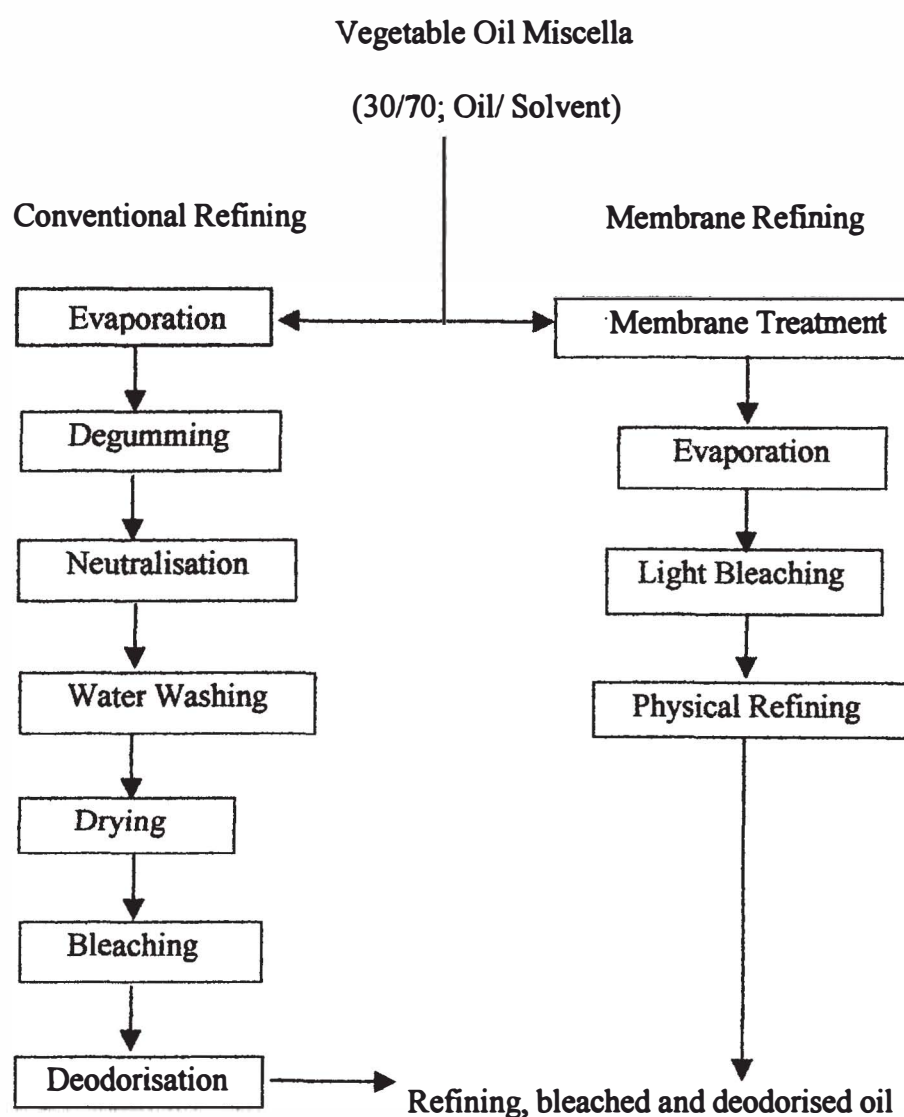 Vegetable Oil Miscella
(30/70; Oil/ Solvent)
Conventional Refining
Membrane Refining
Evaporation
Membrane Treatment
Degumming
Evaporation
Neutralisation
Light Bleaching
Water Washing
Physical Refining
Drying
Bleaching
Deodorisation
Refining, bleached and deodorised oil